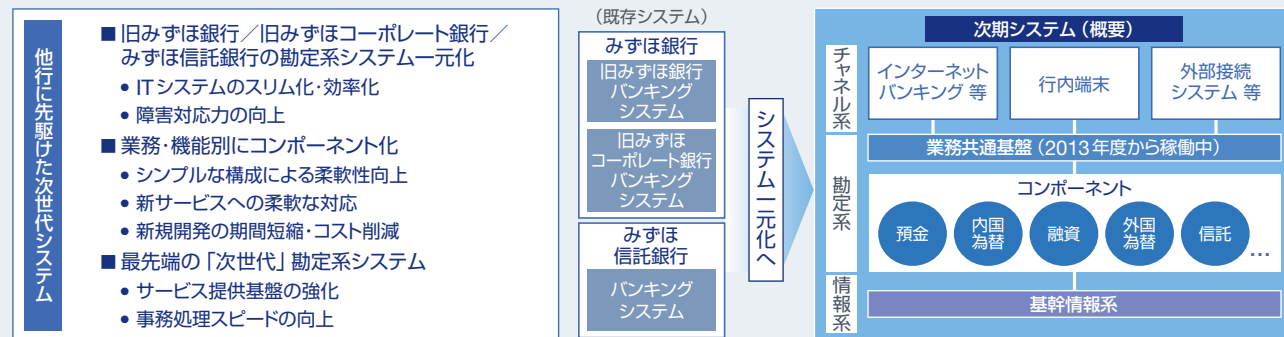 他行に先駆けた次世代システム
■旧みずほ銀行／旧みずほコーポレート銀行／
みずほ信託銀行の勘定系システム一元化
• ITシステムのスリム化・効率化
• 障害対応力の向上
■業務・機能別にコンポーネント化
• シンプルな構成による柔軟性向上
• 新サービスへの柔軟な対応
• 新規開発の期間短縮・コスト削減
■最先端の「次世代」勘定系システム
• サービス提供基盤の強化
• 事務処理スピードの向上
（既存システム）
みずほ銀行
旧みずほ銀行
バンキング
システム
旧みずほ
コーポレート銀行
バンキング
システム
みずほ
信託銀行
バンキング
システム
システム一元化へ
次期システム（概要）
チャネル系
インターネット
バンキング 等
行内端末
外部接続
システム 等
勘定系
業務共通基盤（2013年度から稼働中）
コンポーネント
預金
内国
為替
融資
外国
為替
信託
…
情報系
基幹情報系